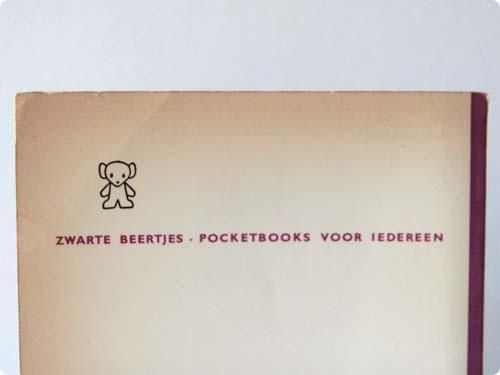 ZWARTE BEERTJES · POCKETBOOKS VOOR IEDEREEN